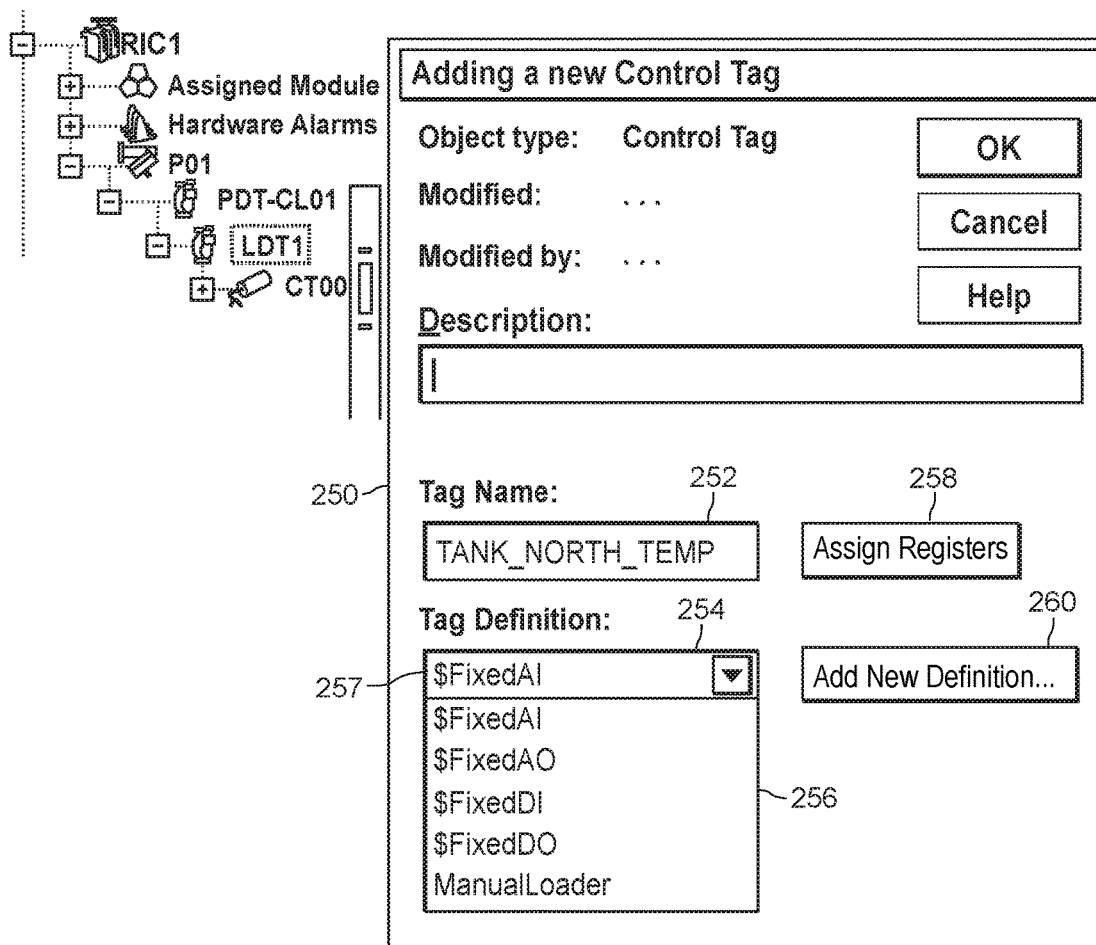 RIC1
Assigned Module
Hardware Alarms
P01
PDT-CL01
LDT1
CT00
Adding a new Control Tag
Object type: Control Tag
OK
Modified: ...
Cancel
Modified by: ...
Help
Description:
250
Tag Name:
252
258
TANK_NORTH_TEMP
Assign Registers
Tag Definition:
254
260
257
$FixedAI
Add New Definition...
$FixedAI
$FixedAO
$FixedDI
256
$FixedDO
ManualLoader